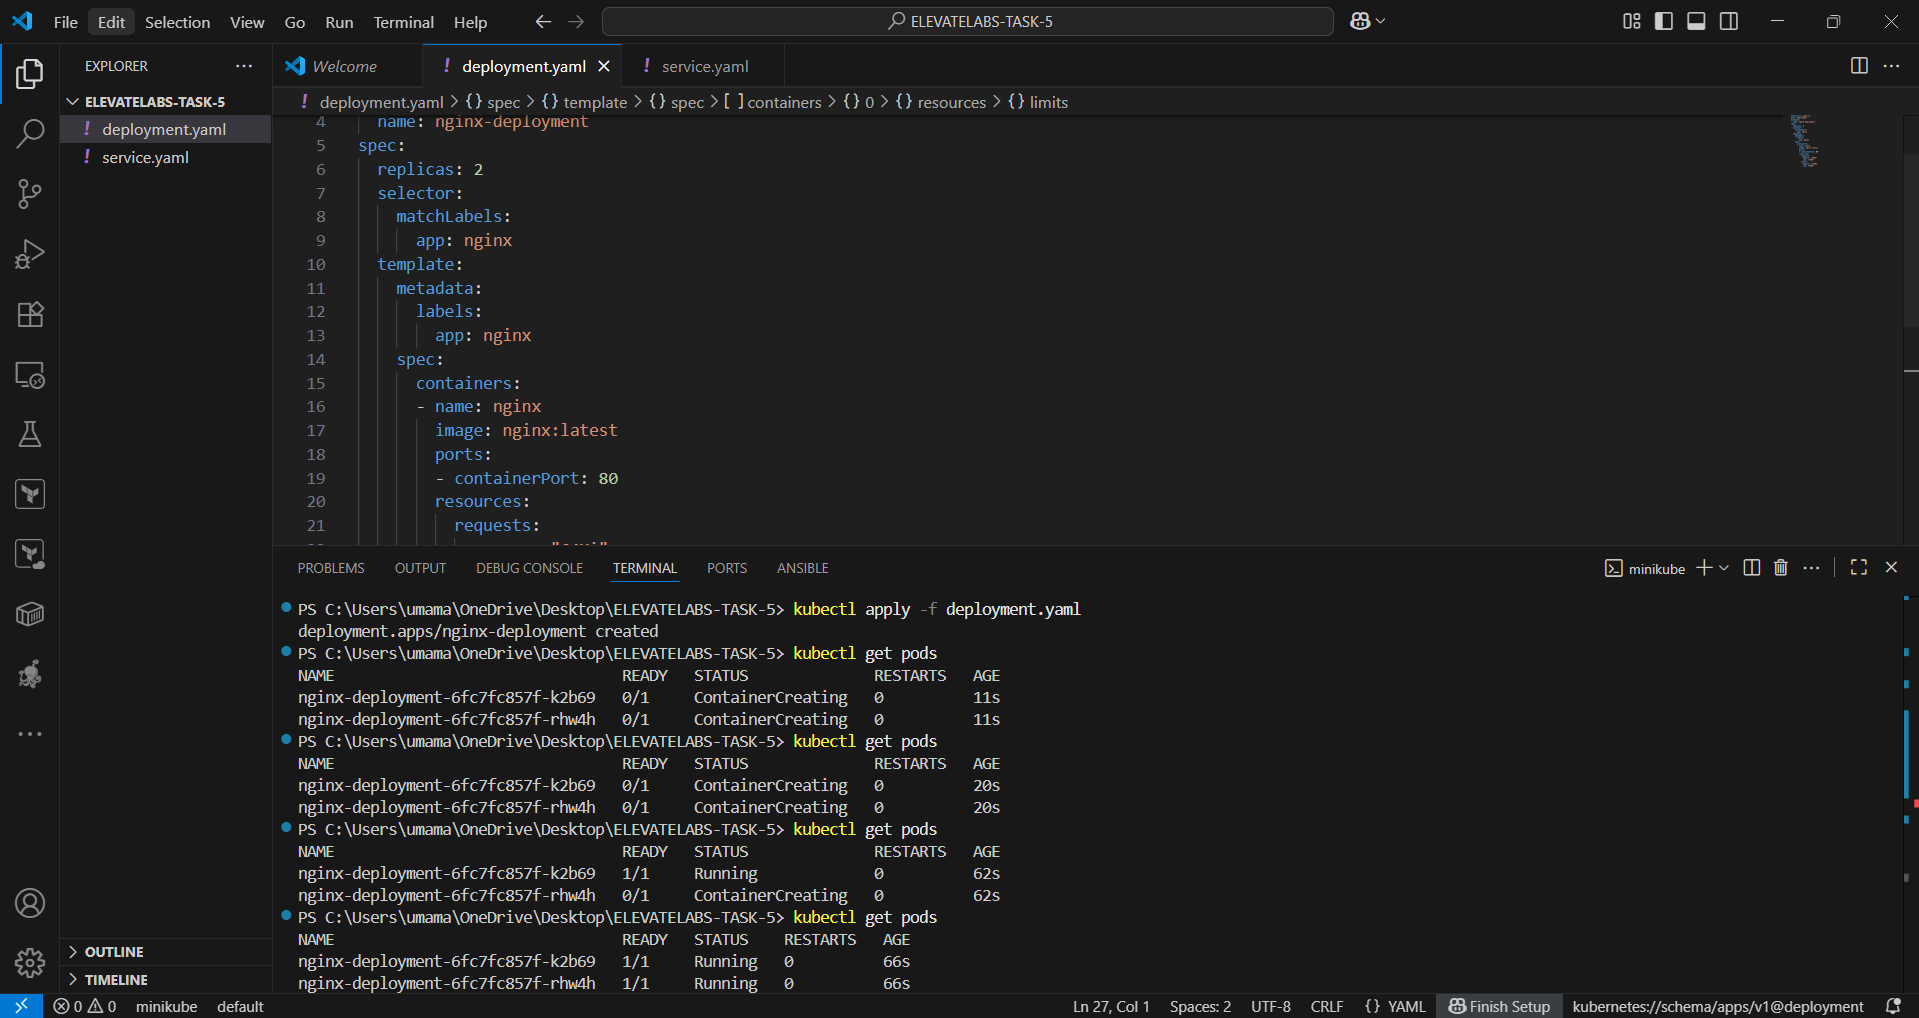 File Edit Selection View Go Run Terminal Help
ELEVATELABS-TASK-5
EXPLORER
ELEVATELABS-TASK-5
! deployment.yaml
! service.yaml
OUTLINE
TIMELINE
Welcome ! deployment.yaml ! service.yaml
! deployment.yaml > {} spec > {} template > {} spec > [ ] containers > {} 0 > {} resources > {} limits
4 name: nginx-deployment
5 spec:
6 replicas: 2
7 selector:
8 matchLabels:
9 app: nginx
10 template:
11 metadata:
12 labels:
13 app: nginx
14 spec:
15 containers:
16 - name: nginx
17 image: nginx:latest
18 ports:
19 - containerPort: 80
20 resources:
21 requests:
PROBLEMS OUTPUT DEBUG CONSOLE TERMINAL PORTS ANSIBLE
minikube
PS C:\Users\umama\OneDrive\Desktop\ELEVATELABS-TASK-5> kubectl apply -f deployment.yaml
deployment.apps/nginx-deployment created
PS C:\Users\umama\OneDrive\Desktop\ELEVATELABS-TASK-5> kubectl get pods
NAME READY STATUS RESTARTS AGE
nginx-deployment-6fc7fc857f-k2b69 0/1 ContainerCreating 0 11s
nginx-deployment-6fc7fc857f-rhw4h 0/1 ContainerCreating 0 11s
PS C:\Users\umama\OneDrive\Desktop\ELEVATELABS-TASK-5> kubectl get pods
NAME READY STATUS RESTARTS AGE
nginx-deployment-6fc7fc857f-k2b69 0/1 ContainerCreating 0 20s
nginx-deployment-6fc7fc857f-rhw4h 0/1 ContainerCreating 0 20s
PS C:\Users\umama\OneDrive\Desktop\ELEVATELABS-TASK-5> kubectl get pods
NAME READY STATUS RESTARTS AGE
nginx-deployment-6fc7fc857f-k2b69 1/1 Running 0 62s
nginx-deployment-6fc7fc857f-rhw4h 0/1 ContainerCreating 0 62s
PS C:\Users\umama\OneDrive\Desktop\ELEVATELABS-TASK-5> kubectl get pods
NAME READY STATUS RESTARTS AGE
nginx-deployment-6fc7fc857f-k2b69 1/1 Running 0 66s
nginx-deployment-6fc7fc857f-rhw4h 1/1 Running 0 66s
0 0 minikube default Ln 27, Col 1 Spaces: 2 UTF-8 CRLF {} YAML Finish Setup kubernetes://schema/apps/v1@deployment